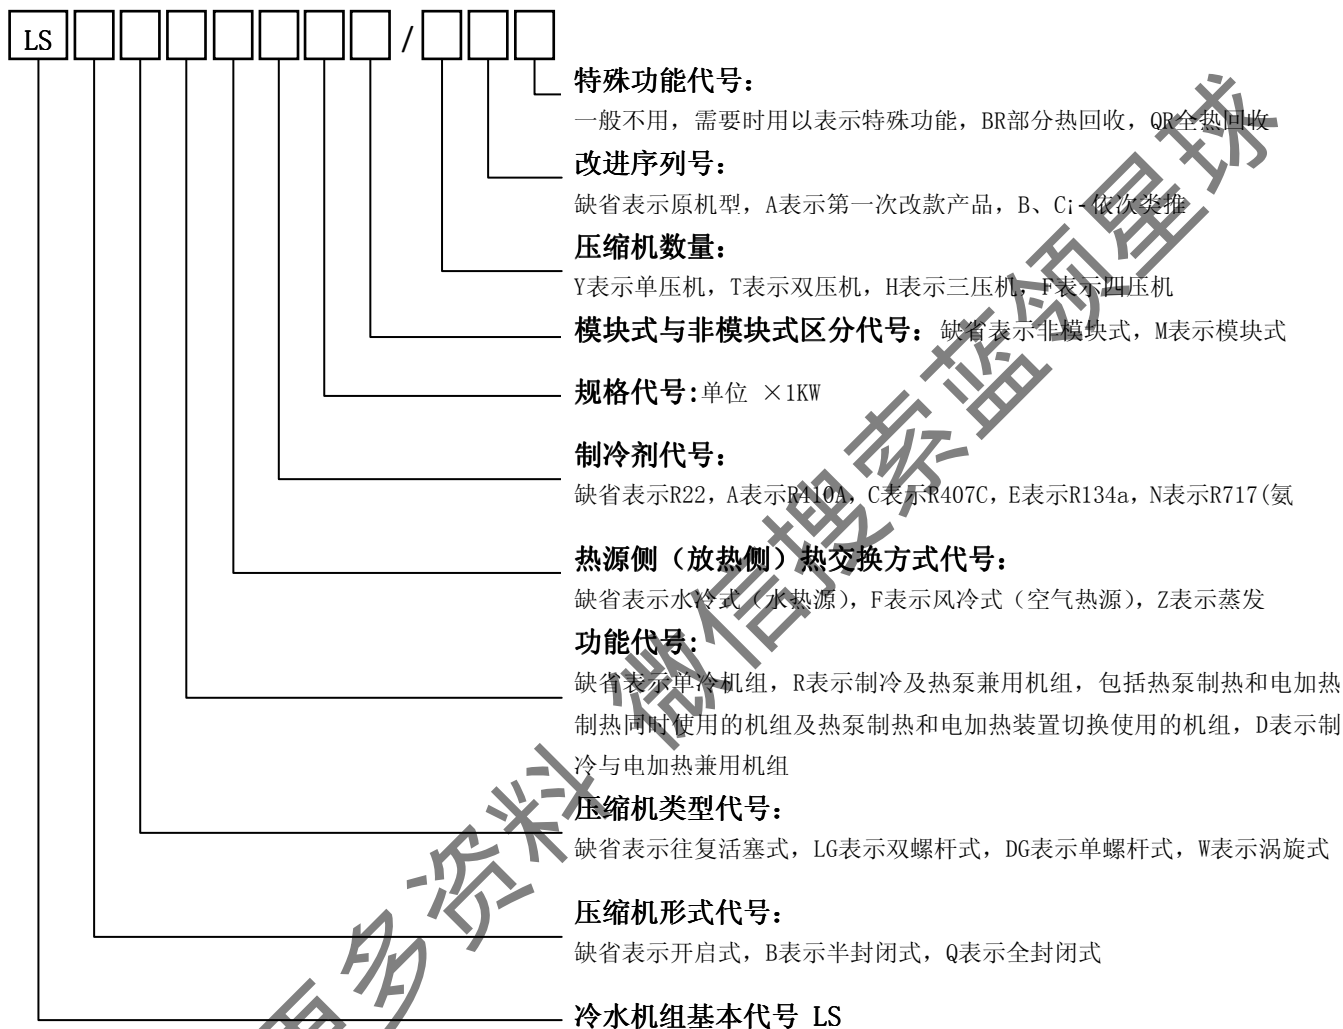 LS /
特殊功能代号：
一般不用，需要时用以表示特殊功能，BR部分热回收，QR全热回收
改进序列号：
缺省表示原机型，A表示第一次改款产品，B、C¡-依次类推
压缩机数量：
Y表示单压机，T表示双压机，H表示三压机，F表示四压机
模块式与非模块式区分代号：缺省表示非模块式，M表示模块式
规格代号:单位 ×1KW
制冷剂代号：
缺省表示R22，A表示R410A，C表示R407C，E表示R134a，N表示R717(氨
热源侧（放热侧）热交换方式代号：
缺省表示水冷式（水热源），F表示风冷式（空气热源），Z表示蒸发
功能代号:
缺省表示单冷机组，R表示制冷及热泵兼用机组，包括热泵制热和电加热
制热同时使用的机组及热泵制热和电加热装置切换使用的机组，D表示制
冷与电加热兼用机组
压缩机类型代号：
缺省表示往复活塞式，LG表示双螺杆式，DG表示单螺杆式，W表示涡旋式
压缩机形式代号：
缺省表示开启式，B表示半封闭式，Q表示全封闭式
冷水机组基本代号 LS
更多资料 微信搜索蓝领星球